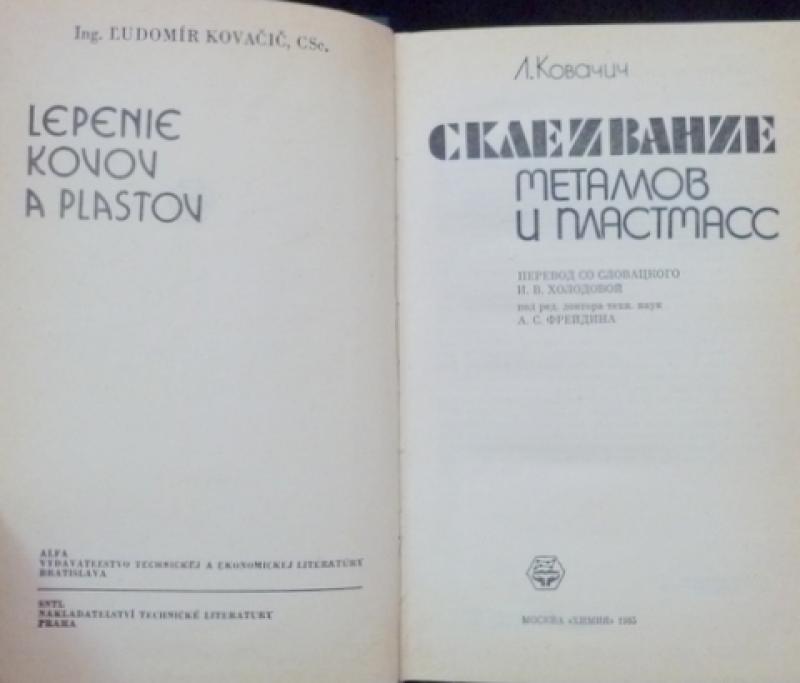 Ing. ĽUDOMÍR KOVAČIČ, CSc.
LEPENIE
KOVOV
A PLASTOV
ALFA
VYDAVATEĽSTVO TECHNICKEJ A EKONOMICKEJ LITERATÚRY
BRATISLAVA
SNTL
NAKLADATELSTVÍ TECHNICKÉ LITERATURY
PRAHA
Л. Ковачич
СКЛЕИВАНИЕ
МЕТАЛЛОВ
И ПЛАСТМАСС
ПЕРЕВОД СО СЛОВАЦКОГО
И. В. ХОЛОДОВОЙ
под ред. доктора техн. наук
А. С. ФРЕЙДИНА
МОСКВА «ХИМИЯ» 1985